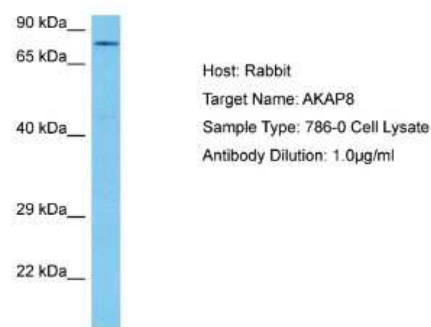 90 kDa
65 kDa
Host: Rabbit
Target Name: AKAP8
Sample Type: 786-0 Cell Lysate
40 kDa
Antibody Dilution: 1.0µg/ml
29 kDa
22 kDa